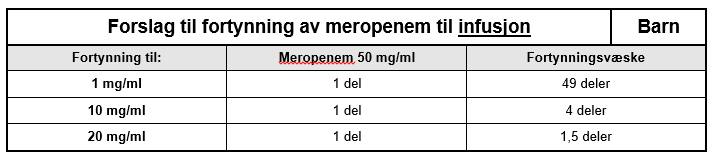 Forslag til fortynning av meropenem til infusjon Barn
Fortynning til: Meropenem 50 mg/ml Fortynningsvæske
1 mg/ml 1 del 49 deler
10 mg/ml 1 del 4 deler
20 mg/ml 1 del 1,5 deler